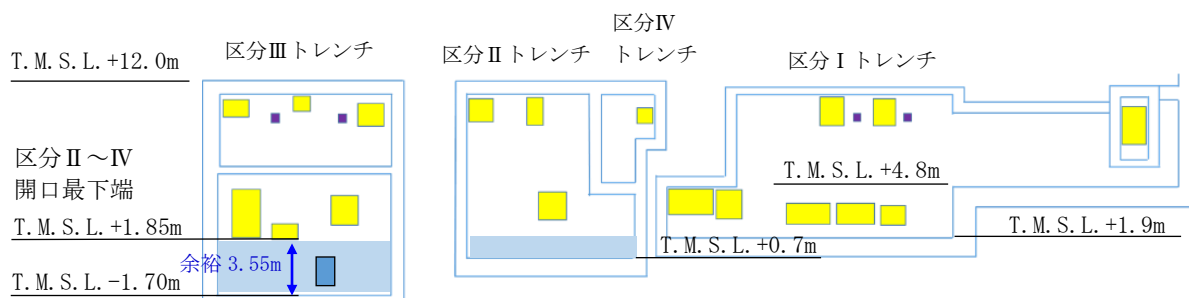 区分Ⅳ
区分Ⅲトレンチ
区分Ⅱトレンチ
トレンチ
区分Ⅰトレンチ
T.M.S.L.+12.0m
区分Ⅱ～Ⅳ
開口最下端
T.M.S.L.+4.8m
T.M.S.L.+1.85m
T.M.S.L.+1.9m
T.M.S.L.+0.7m
余裕 3.55m
T.M.S.L.-1.70m